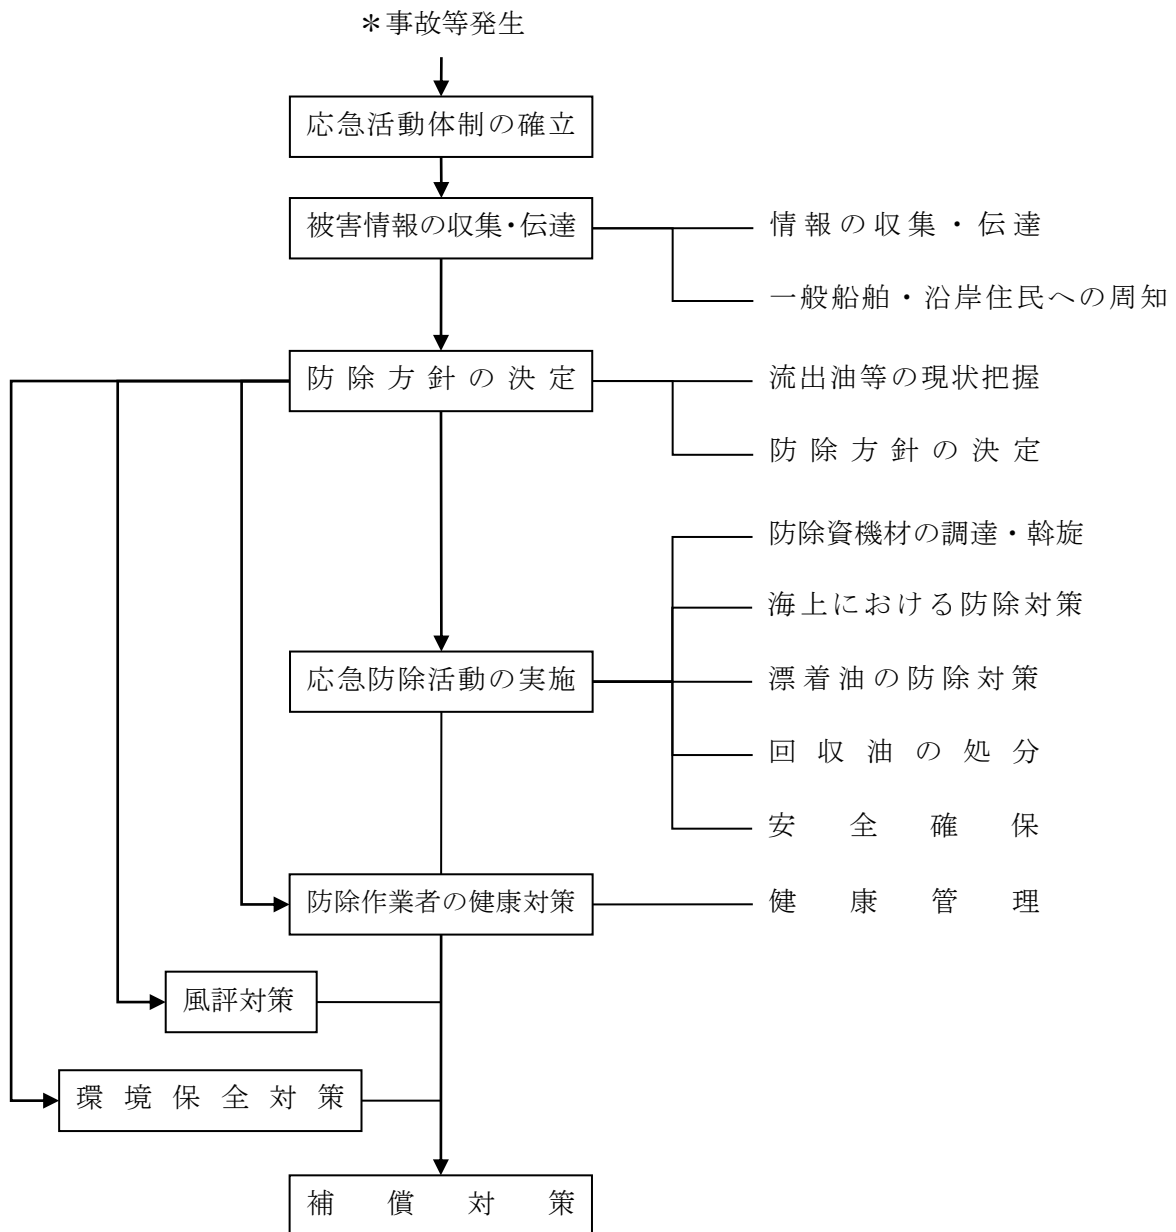 ＊事故等発生
応急活動体制の確立
被害情報の収集・伝達
情報の収集・伝達
一般船舶・沿岸住民への周知
防除方針の決定
流出油等の現状把握
防除方針の決定
防除資機材の調達・斡旋
海上における防除対策
応急防除活動の実施
漂着油の防除対策
回収油の処分
安全確保
防除作業者の健康対策
健康管理
風評対策
環境保全対策
補償対策